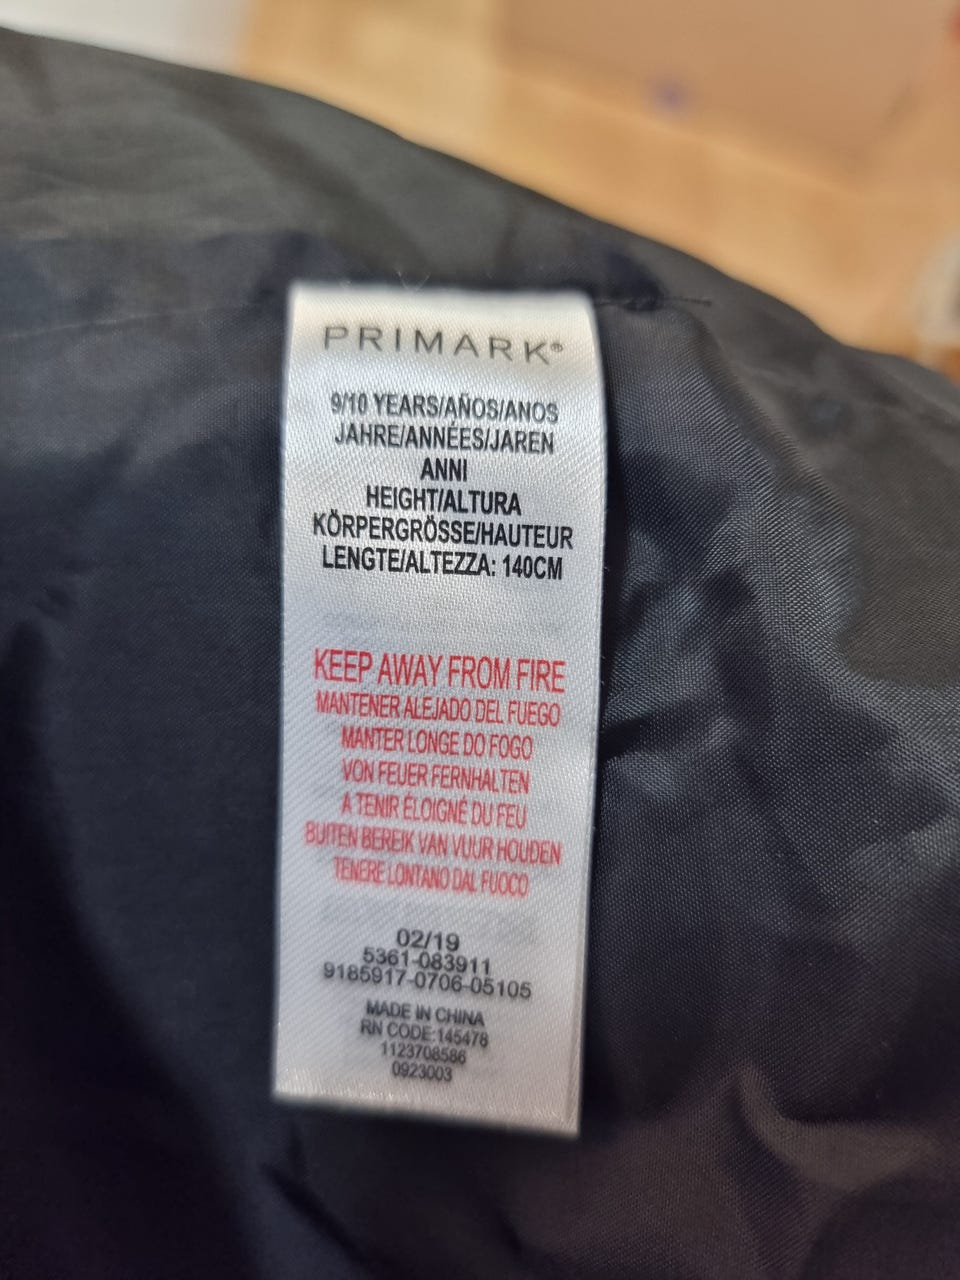 PRIMARK®
9/10 YEARS/AÑOS/ANOS
JAHRE/ANNÉES/JAREN
ANNI
HEIGHT/ALTURA
KÖRPERGRÖSSE/HAUTEUR
LENGTE/ALTEZZA: 140CM
KEEP AWAY FROM FIRE
MANTENER ALEJADO DEL FUEGO
MANTER LONGE DO FOGO
VON FEUER FERNHALTEN
A TENIR ÉLOIGNÉ DU FEU
BUITEN BEREIK VAN VUUR HOUDEN
TENERE LONTANO DAL FUOCO
02/19
5361-083911
9185917-0706-05105
MADE IN CHINA
RN CODE:145478
1123708586
0923003